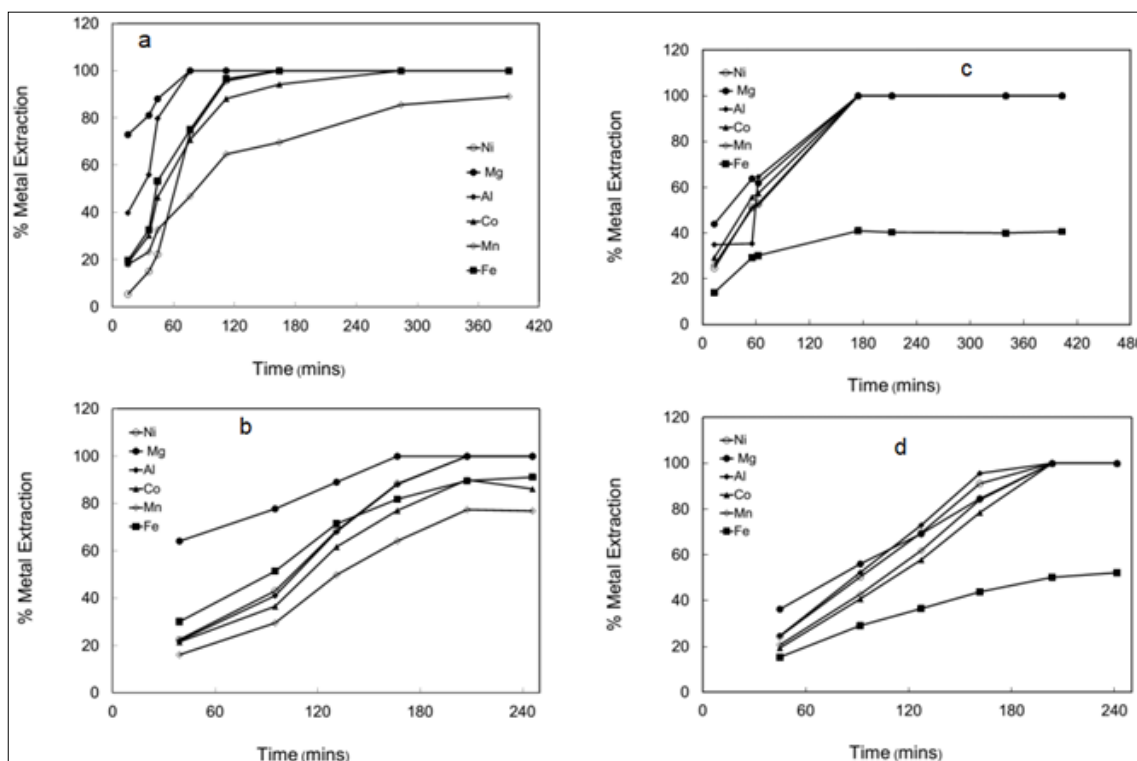 a
120
100
80
60
40
20
0
% Metal Extraction
Ni
Mg
Al
Co
Mn
Fe
0 60 120 180 240 300 360 420
Time (mins)
c
120
100
80
60
40
20
0
% Metal Extraction
Ni
Mg
Al
Co
Mn
Fe
0 60 120 180 240 300 360 420 480
Time (mins)
b
120
100
80
60
40
20
0
% Metal Extraction
Ni
Mg
Al
Co
Mn
Fe
0 60 120 180 240
Time (mins)
d
120
100
80
60
40
20
0
% Metal Extraction
Ni
Mg
Al
Co
Mn
Fe
0 60 120 180 240
Time (mins)